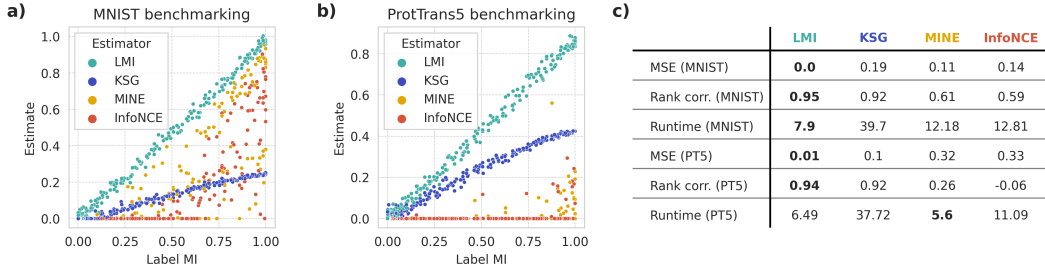 a)
MNIST benchmarking
1.0
0.8
0.6
0.4
0.2
0.0
Estimate
Estimator
LMI
KSG
MINE
InfoNCE
0.00 0.25 0.50 0.75 1.00
Label MI
b)
ProtTrans5 benchmarking
0.8
0.6
0.4
0.2
0.0
Estimate
Estimator
LMI
KSG
MINE
InfoNCE
0.00 0.25 0.50 0.75 1.00
Label MI
c)
LMI KSG MINE InfoNCE
MSE (MNIST) 0.0 0.19 0.11 0.14
Rank corr. (MNIST) 0.95 0.92 0.61 0.59
Runtime (MNIST) 7.9 39.7 12.18 12.81
MSE (PT5) 0.01 0.1 0.32 0.33
Rank corr. (PT5) 0.94 0.92 0.26 -0.06
Runtime (PT5) 6.49 37.72 5.6 11.09